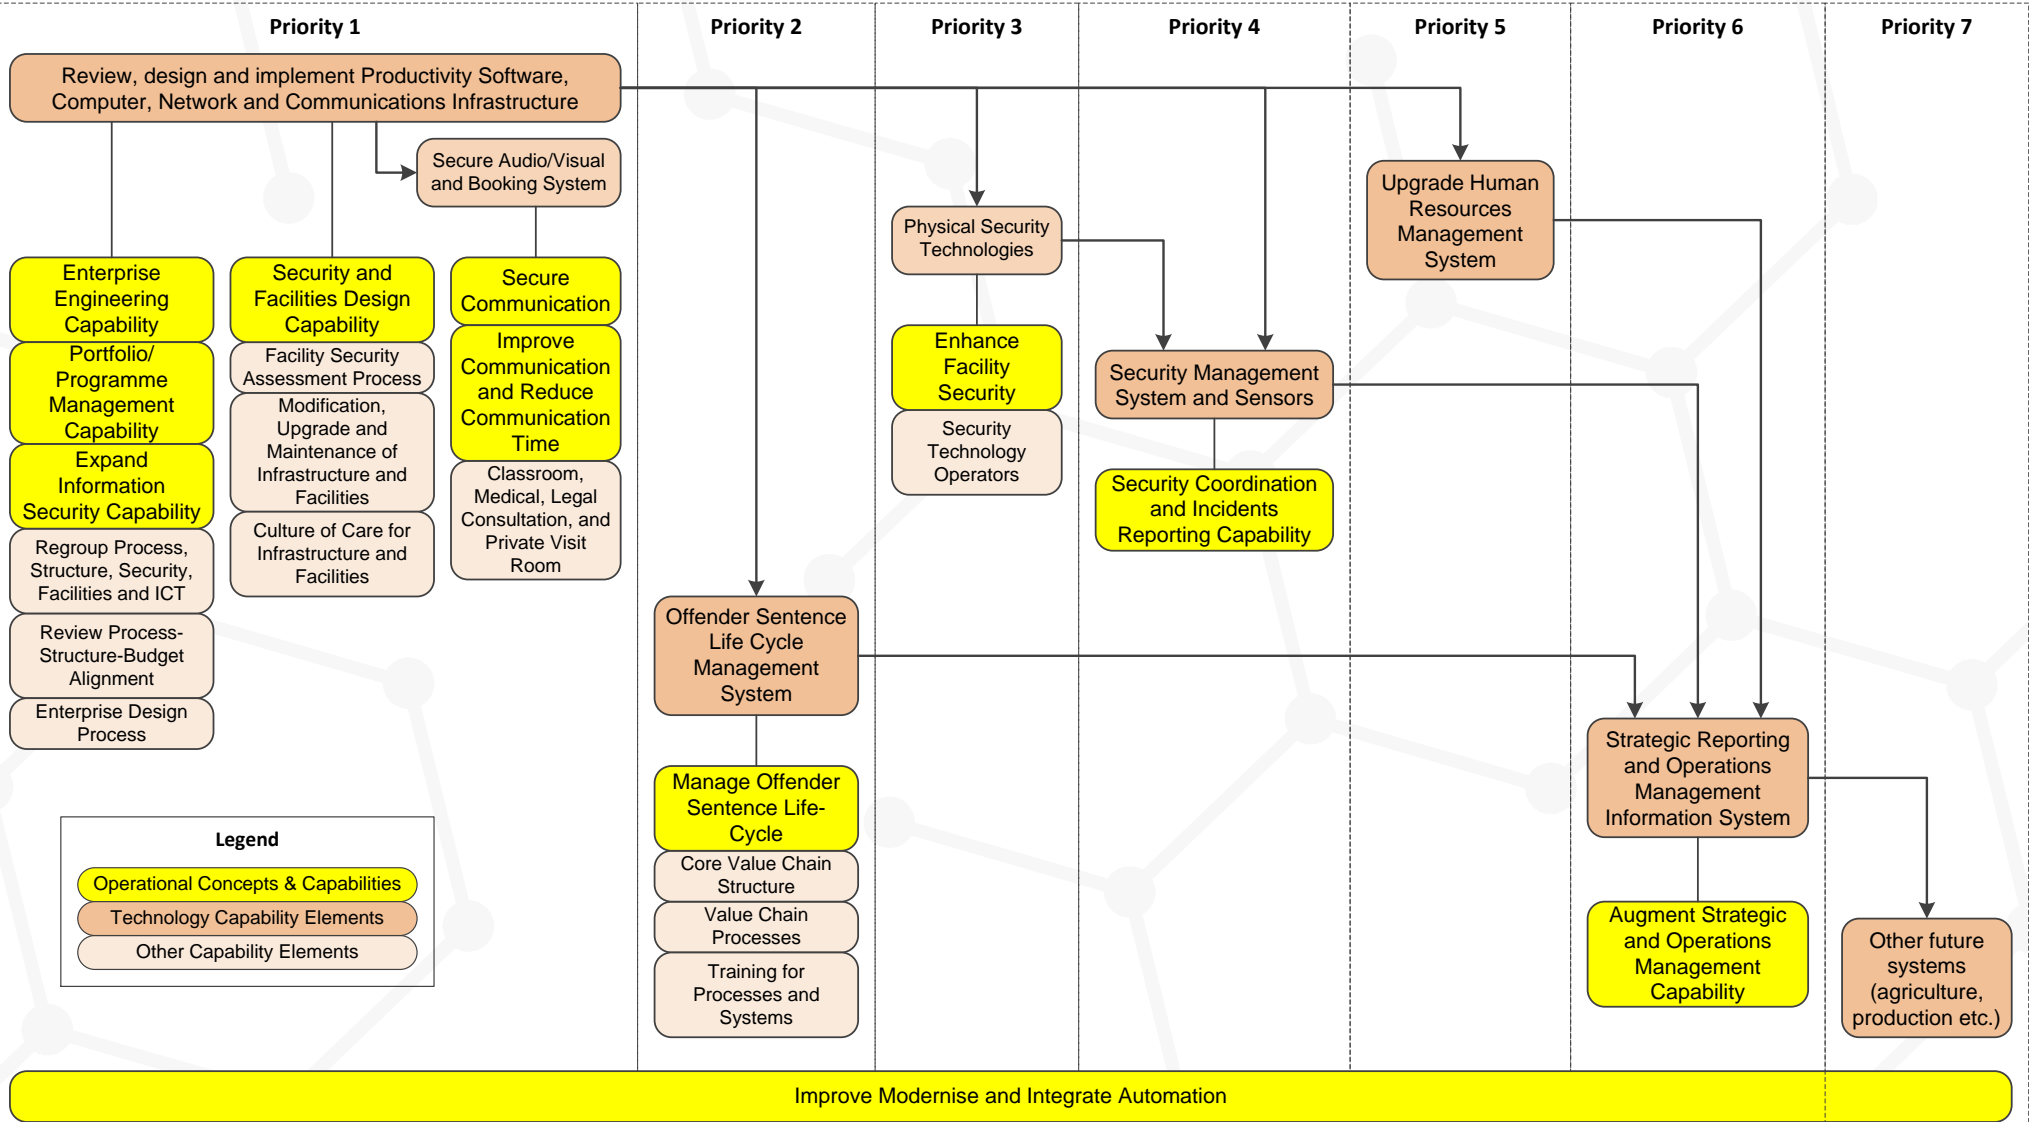 Priority 1
Priority 2
Priority 3
Priority 4
Priority 5
Priority 6
Priority 7
Review, design and implement Productivity Software,
Computer, Network and Communications Infrastructure
Secure Audio/Visual
and Booking System
Enterprise
Engineering
Capability
Portfolio/
Programme
Management
Capability
Expand
Information
Security Capability
Regroup Process,
Structure, Security,
Facilities and ICT
Review Process-
Structure-Budget
Alignment
Enterprise Design
Process
Security and
Facilities Design
Capability
Facility Security
Assessment Process
Modification,
Upgrade and
Maintenance of
Infrastructure and
Facilities
Culture of Care for
Infrastructure and
Facilities
Secure
Communication
Improve
Communication
and Reduce
Communication
Time
Classroom,
Medical, Legal
Consultation, and
Private Visit
Room
Offender Sentence
Life Cycle
Management
System
Manage Offender
Sentence Life-
Cycle
Core Value Chain
Structure
Value Chain
Processes
Training for
Processes and
Systems
Physical Security
Technologies
Enhance
Facility
Security
Security
Technology
Operators
Security Management
System and Sensors
Security Coordination
and Incidents
Reporting Capability
Upgrade Human
Resources
Management
System
Strategic Reporting
and Operations
Management
Information System
Augment Strategic
and Operations
Management
Capability
Other future
systems
(agriculture,
production etc.)
Legend
Operational Concepts & Capabilities
Technology Capability Elements
Other Capability Elements
Improve Modernise and Integrate Automation